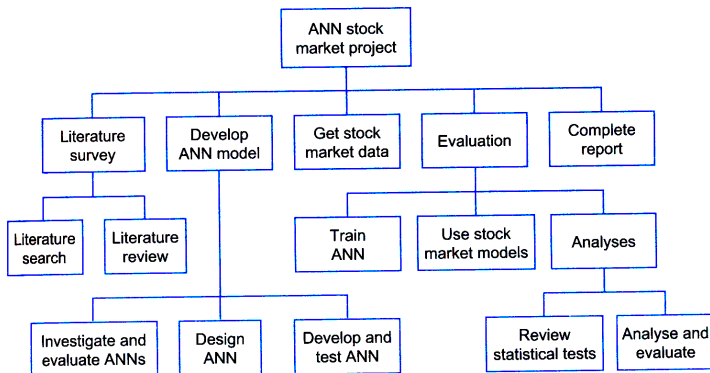 ANN stock
market project
Literature
survey
Develop
ANN model
Get stock
market data
Evaluation
Complete
report
Literature
search
Literature
review
Train
ANN
Use stock
market models
Analyses
Investigate and
evaluate ANNs
Design
ANN
Develop and
test ANN
Review
statistical tests
Analyse and
evaluate